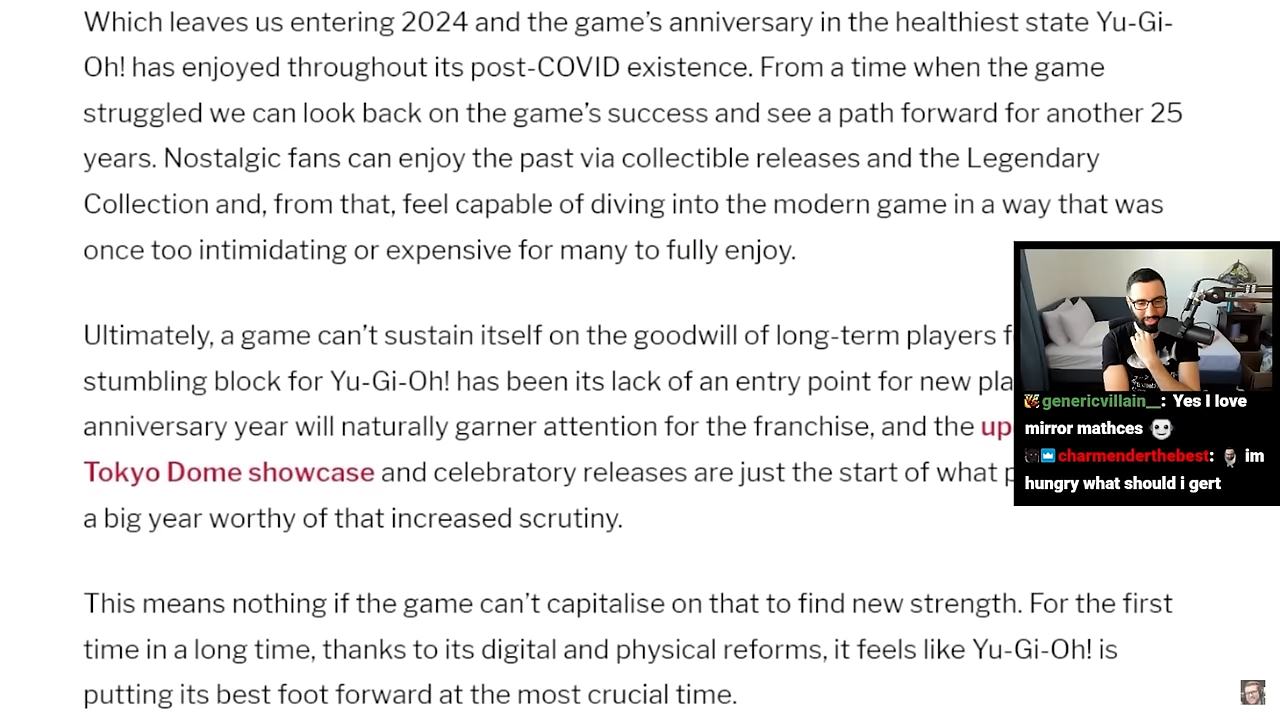 Which leaves us entering 2024 and the game’s anniversary in the healthiest state Yu-Gi-
Oh! has enjoyed throughout its post-COVID existence. From a time when the game
struggled we can look back on the game’s success and see a path forward for another 25
years. Nostalgic fans can enjoy the past via collectible releases and the Legendary
Collection and, from that, feel capable of diving into the modern game in a way that was
once too intimidating or expensive for many to fully enjoy.
Ultimately, a game can’t sustain itself on the goodwill of long-term players
stumbling block for Yu-Gi-Oh! has been its lack of an entry point for new
anniversary year will naturally garner attention for the franchise, and the
Tokyo Dome showcase and celebratory releases are just the start of what
a big year worthy of that increased scrutiny.
This means nothing if the game can’t capitalise on that to find new strength. For the first
time in a long time, thanks to its digital and physical reforms, it feels like Yu-Gi-Oh! is
putting its best foot forward at the most crucial time.
genericvillain__: Yes I love
mirror mathces
charmenderthebest: im
hungry what should i gert